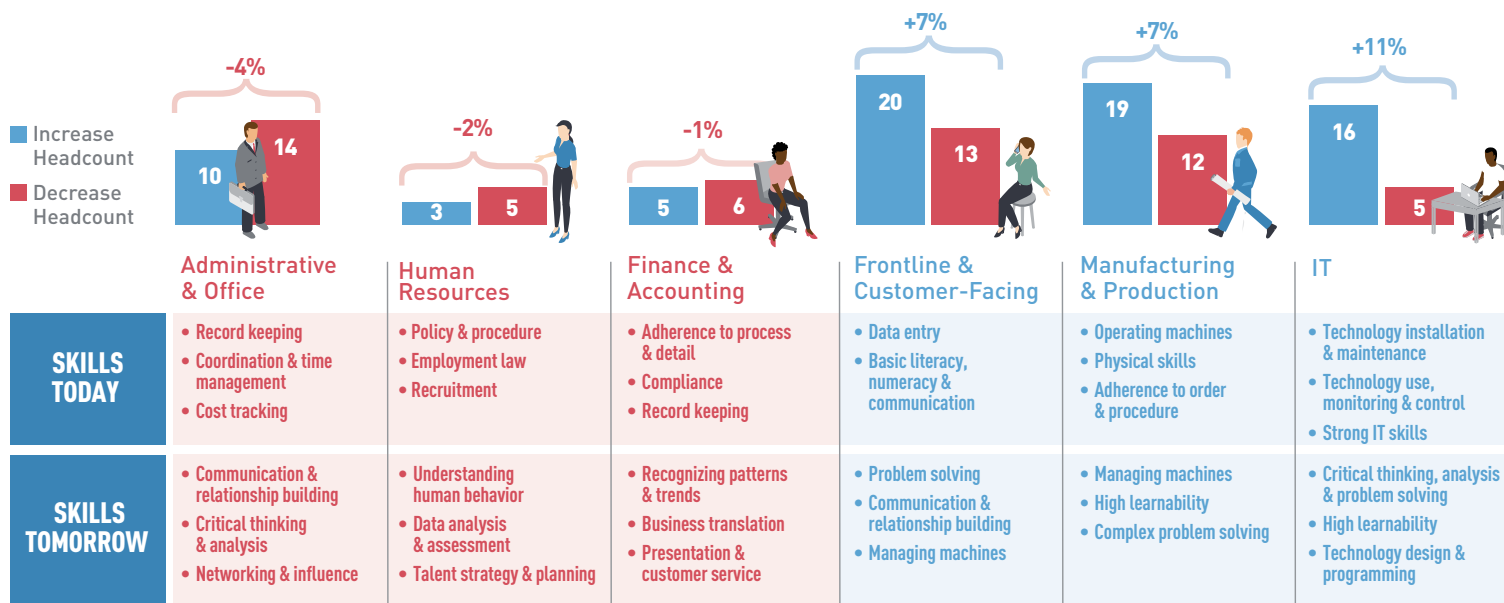 Increase
Headcount
Decrease
Headcount
-4%
10
14
-2%
3
5
-1%
5
6
+7%
20
13
+7%
19
12
+11%
16
5
Administrative
& Office
Human
Resources
Finance &
Accounting
Frontline &
Customer-Facing
Manufacturing
& Production
IT
SKILLS
TODAY
• Record keeping
• Coordination & time
management
• Cost tracking
• Policy & procedure
• Employment law
• Recruitment
• Adherence to process
& detail
• Compliance
• Record keeping
• Data entry
• Basic literacy,
numeracy &
communication
• Operating machines
• Physical skills
• Adherence to order
& procedure
• Technology installation
& maintenance
• Technology use,
monitoring & control
• Strong IT skills
SKILLS
TOMORROW
• Communication &
relationship building
• Critical thinking
& analysis
• Networking & influence
• Understanding
human behavior
• Data analysis
& assessment
• Talent strategy & planning
• Recognizing patterns
& trends
• Business translation
• Presentation &
customer service
• Problem solving
• Communication &
relationship building
• Managing machines
• Managing machines
• High learnability
• Complex problem solving
• Critical thinking, analysis
& problem solving
• High learnability
• Technology design &
programming